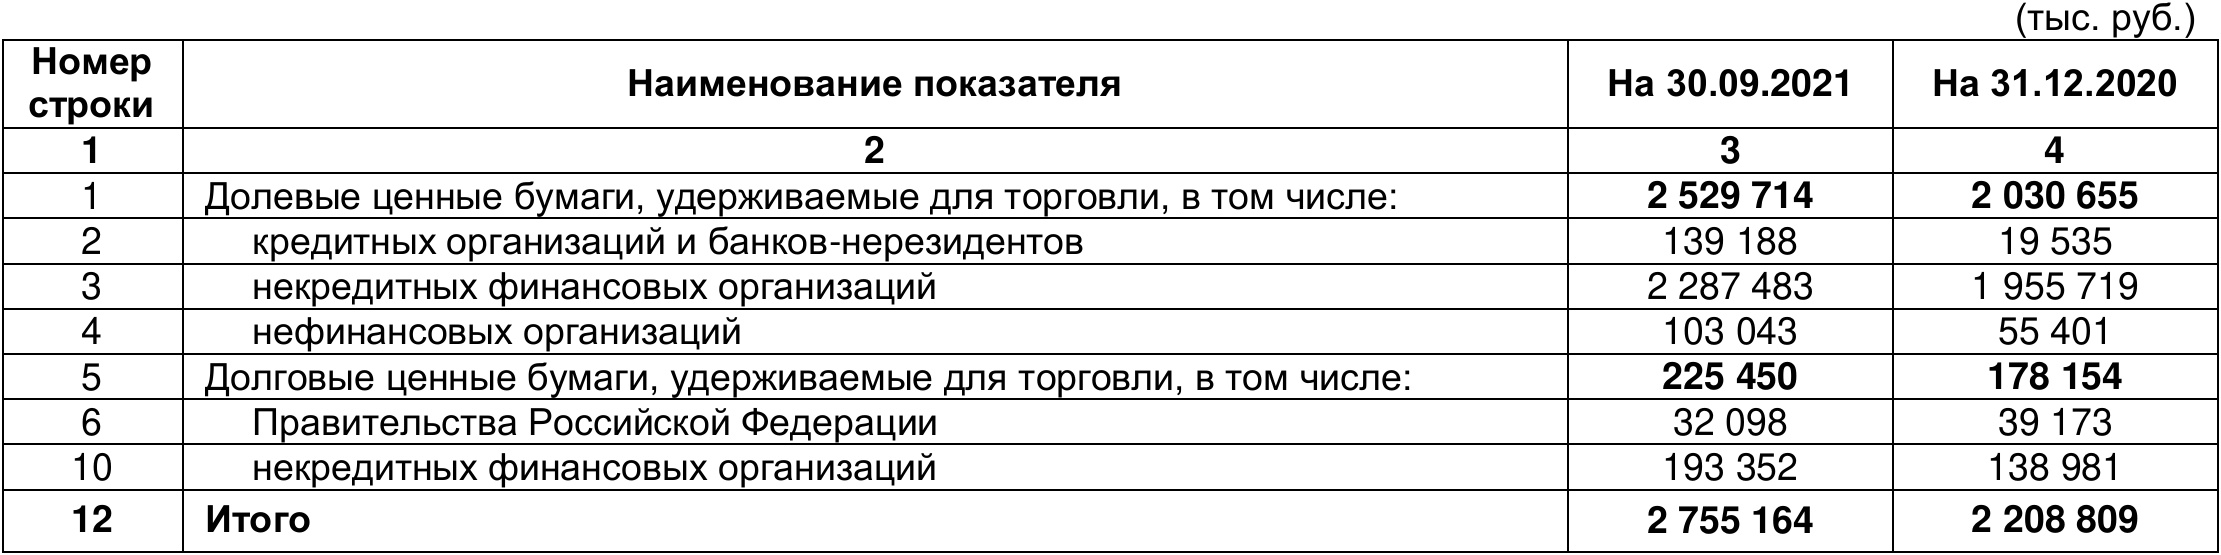 (тыс. руб.)
Номер строки Наименование показателя На 30.09.2021 На 31.12.2020
1 2 3 4
1 Долевые ценные бумаги, удерживаемые для торговли, в том числе: 2 529 714 2 030 655
2 кредитных организаций и банков-нерезидентов 139 188 19 535
3 некредитных финансовых организаций 2 287 483 1 955 719
4 нефинансовых организаций 103 043 55 401
5 Долговые ценные бумаги, удерживаемые для торговли, в том числе: 225 450 178 154
6 Правительства Российской Федерации 32 098 39 173
10 некредитных финансовых организаций 193 352 138 981
12 Итого 2 755 164 2 208 809